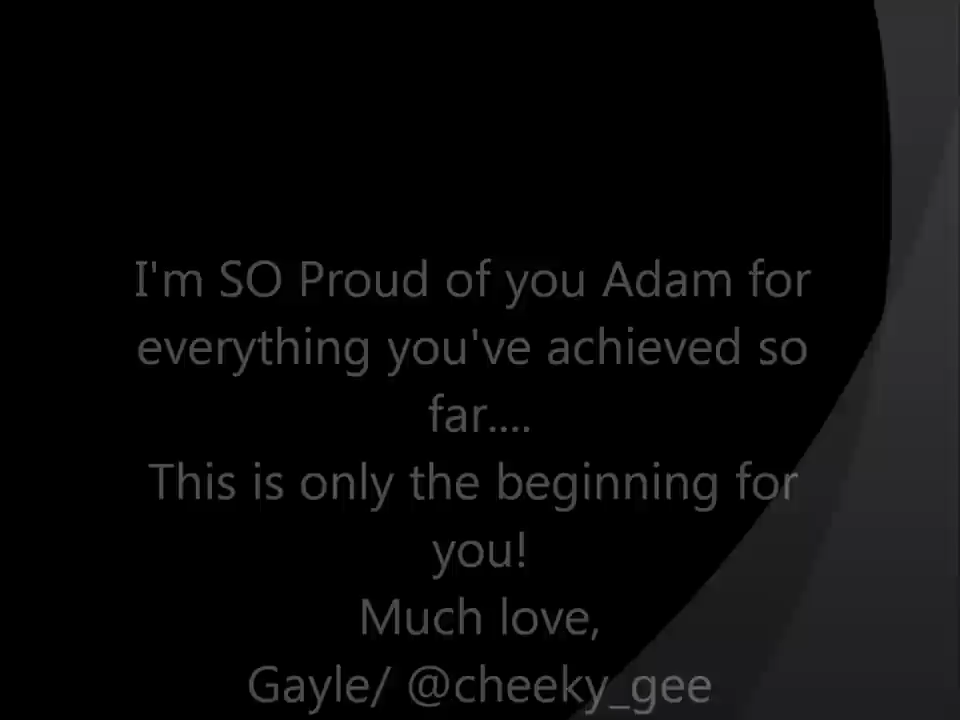 I'm SO Proud of you Adam for
everything you've achieved so
far....
This is only the beginning for
you!
Much love,
Gayle/ @cheeky_gee